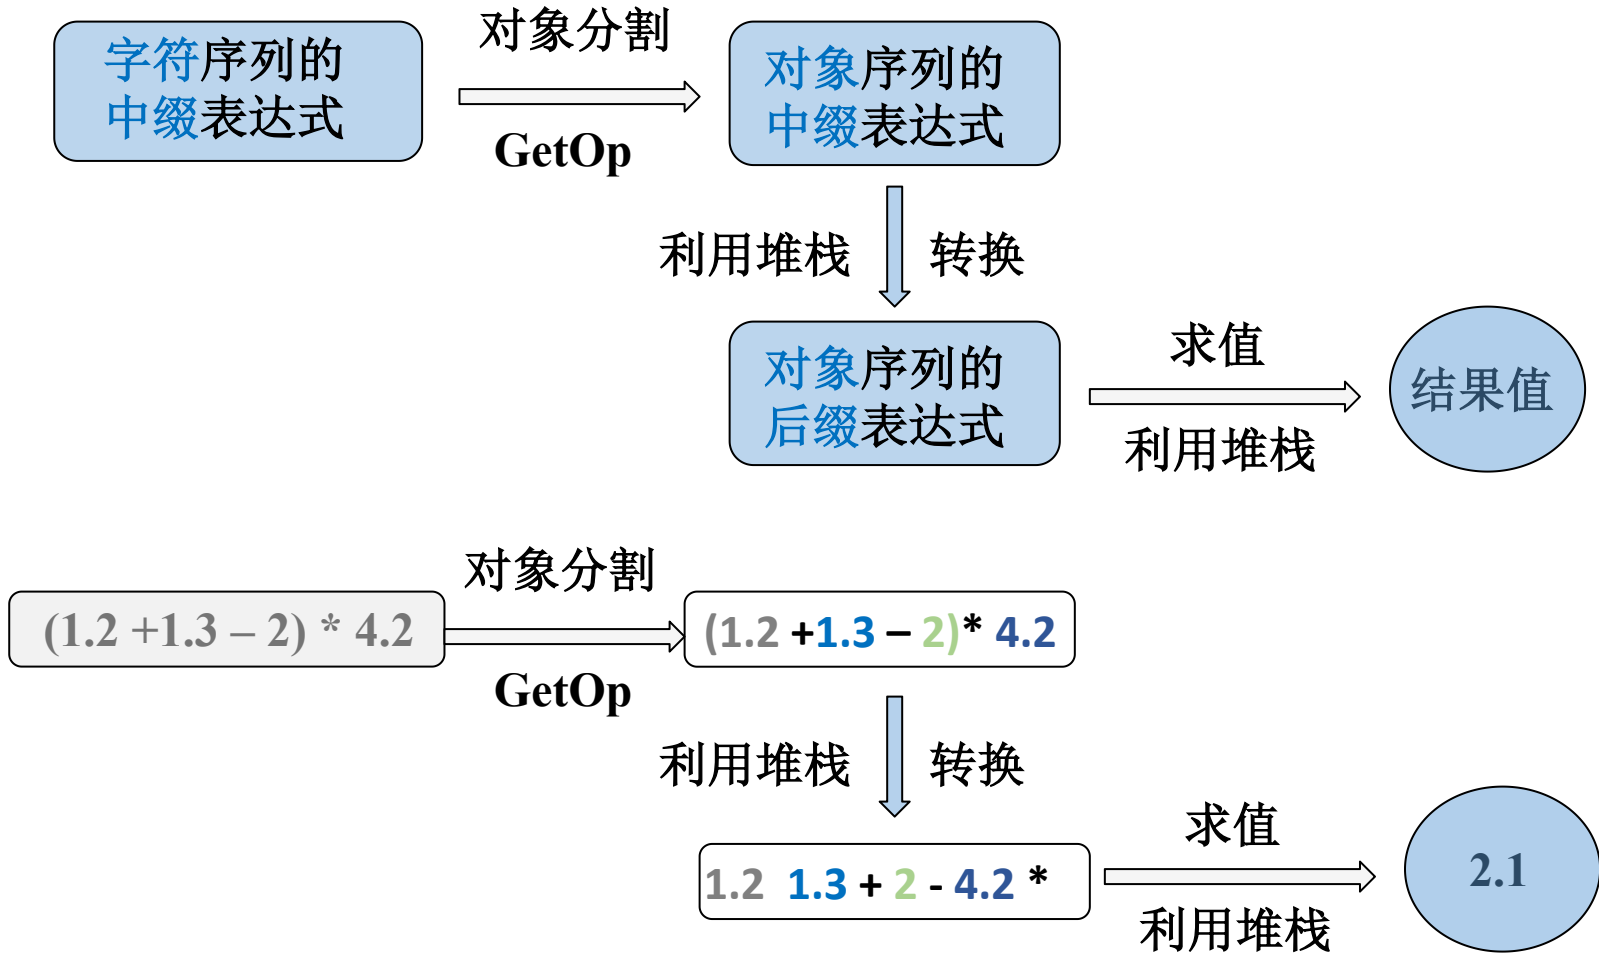 字符序列的
中缀表达式
对象分割
GetOp
对象序列的
中缀表达式
利用堆栈
转换
对象序列的
后缀表达式
求值
利用堆栈
结果值
(1.2 +1.3 – 2) * 4.2
对象分割
GetOp
(1.2 +1.3 – 2)* 4.2
利用堆栈
转换
1.2 1.3 + 2 - 4.2 *
求值
利用堆栈
2.1